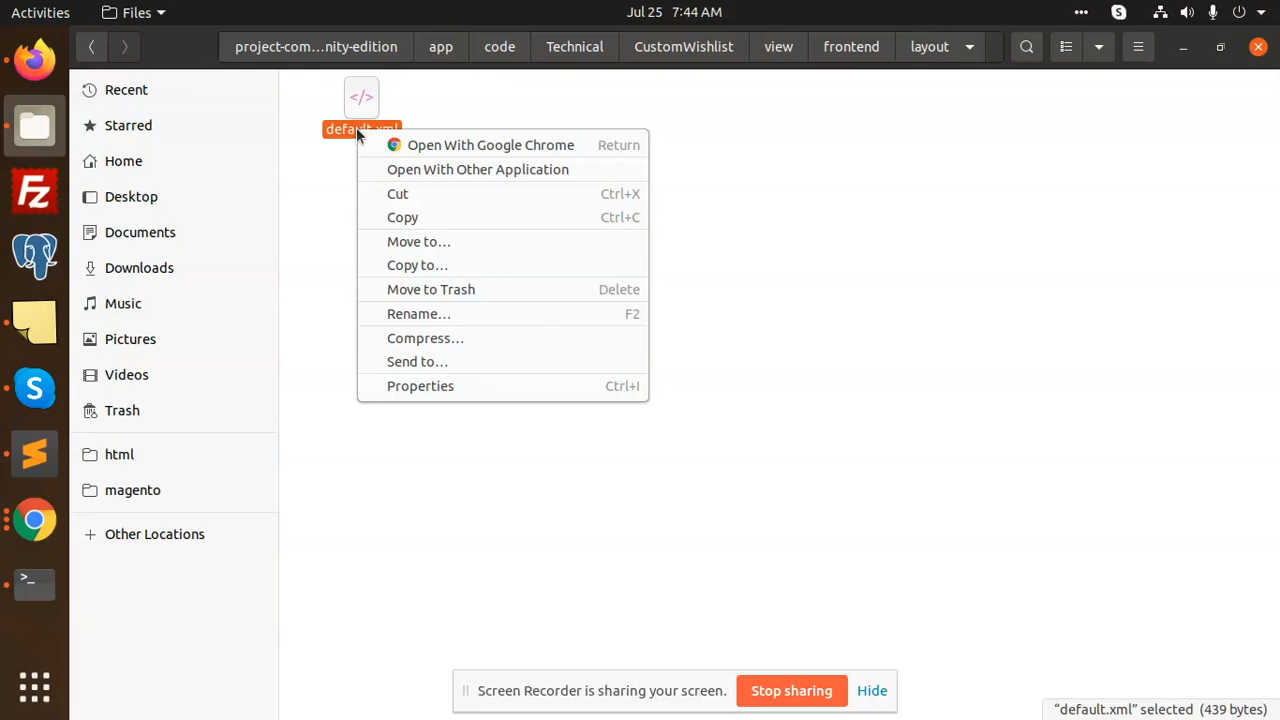 Activities
Files
Jul 25 7:44 AM
project-com…nity-edition
app
code
Technical
CustomWishlist
view
frontend
layout
Recent
Starred
Home
Desktop
Documents
Downloads
Music
Pictures
Videos
Trash
html
magento
+ Other Locations
</>
default.xml
Open With Google Chrome Return
Open With Other Application
Cut Ctrl+X
Copy Ctrl+C
Move to…
Copy to…
Move to Trash Delete
Rename… F2
Compress…
Send to…
Properties Ctrl+I
Screen Recorder is sharing your screen.
Stop sharing
Hide
“default.xml” selected (439 bytes)